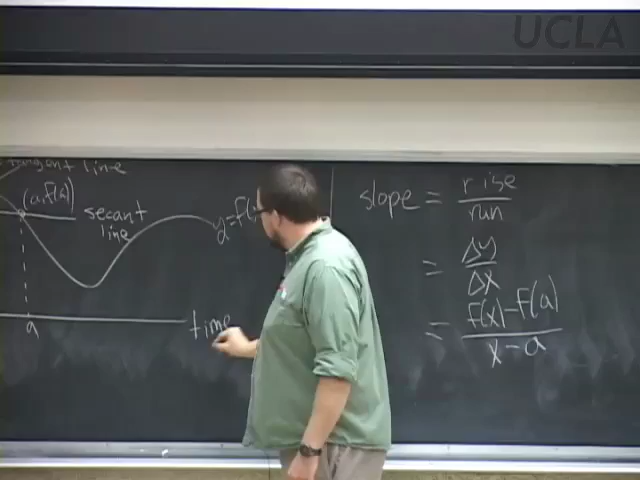 UCLA
tangent line
(a, f(a))
secant
line
y=f(
a
time
slope = rise
run
= Δy
Δx
= f(x)-f(a)
x-a